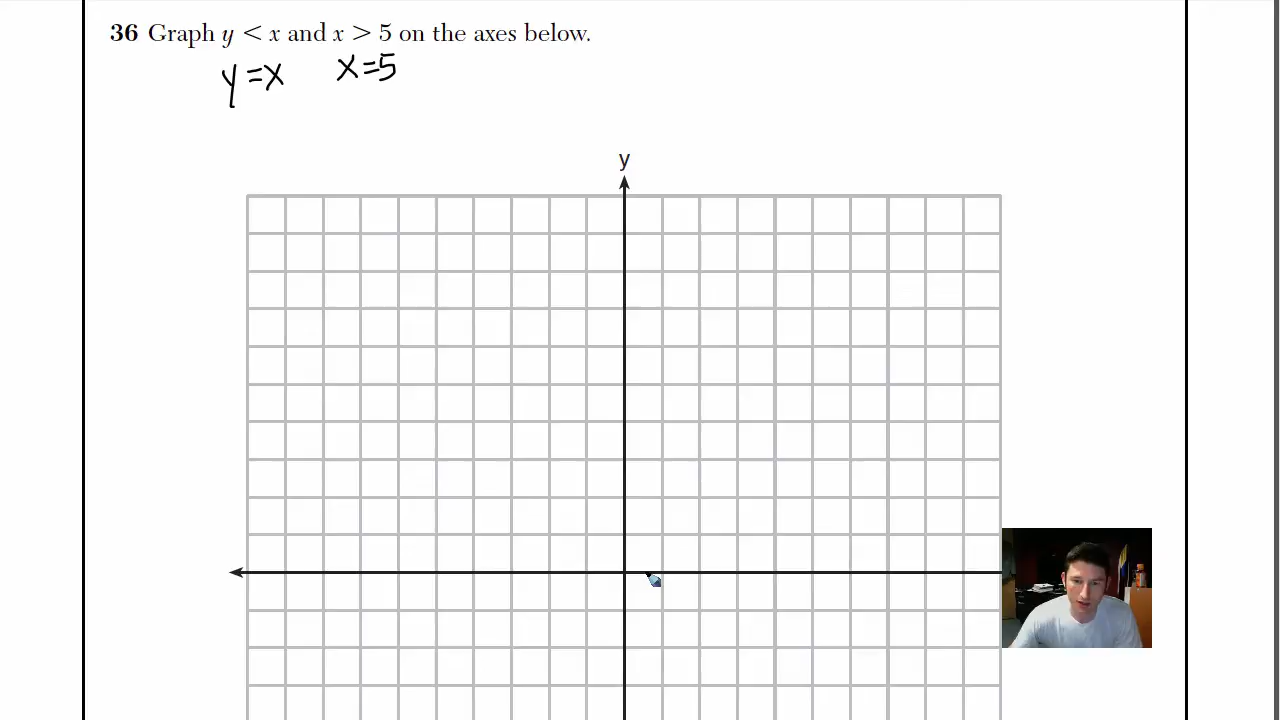 36 Graph y < x and x > 5 on the axes below.
y=x x=5
y